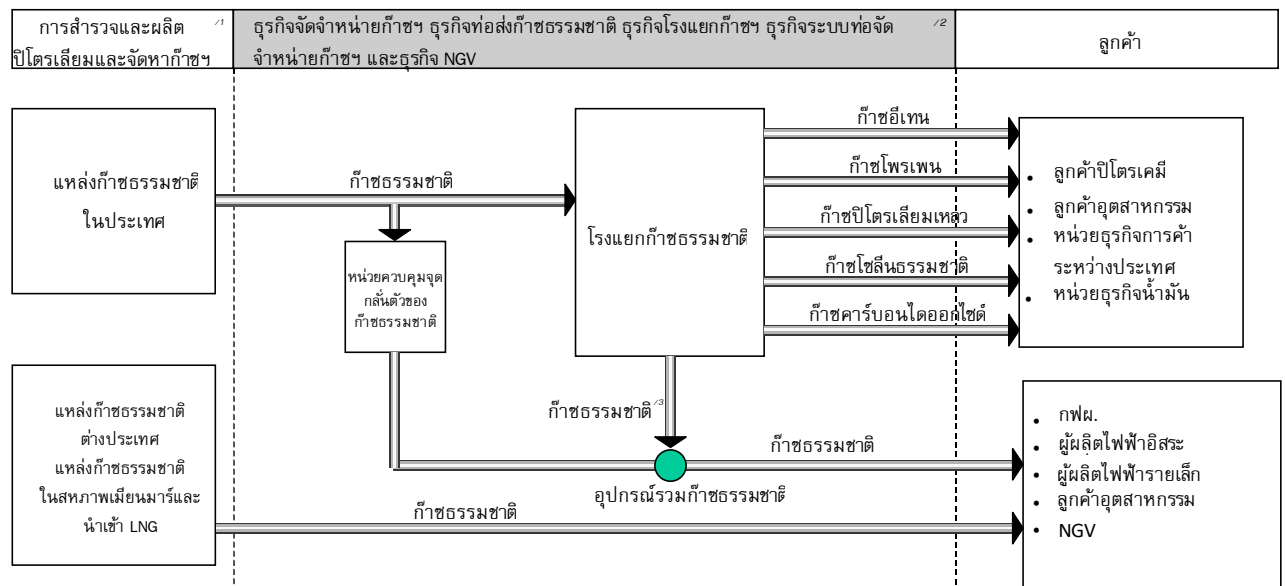 การสำรวจและผลิต /1
ปิโตรเลียมและจัดหาก๊าซฯ
ธุรกิจจัดจำหน่ายก๊าซฯ ธุรกิจท่อส่งก๊าซธรรมชาติ ธุรกิจโรงแยกก๊าซฯ ธุรกิจระบบท่อจัด /2
จำหน่ายก๊าซฯ และธุรกิจ NGV
ลูกค้า
แหล่งก๊าซธรรมชาติ
ในประเทศ
ก๊าซธรรมชาติ
หน่วยควบคุมจุด
กลั่นตัวของ
ก๊าซธรรมชาติ
โรงแยกก๊าซธรรมชาติ
ก๊าซอีเทน
ก๊าซโพรเพน
ก๊าซปิโตรเลียมเหลว
ก๊าซโซลีนธรรมชาติ
ก๊าซคาร์บอนไดออกไซด์
• ลูกค้าปิโตรเคมี
• ลูกค้าอุตสาหกรรม
• หน่วยธุรกิจการค้า
ระหว่างประเทศ
• หน่วยธุรกิจน้ำมัน
แหล่งก๊าซธรรมชาติ
ต่างประเทศ
แหล่งก๊าซธรรมชาติ
ในสหภาพเมียนมาร์และ
นำเข้า LNG
ก๊าซธรรมชาติ /3
ก๊าซธรรมชาติ
อุปกรณ์รวมก๊าซธรรมชาติ
ก๊าซธรรมชาติ
• กฟผ.
• ผู้ผลิตไฟฟ้าอิสระ
• ผู้ผลิตไฟฟ้ารายเล็ก
• ลูกค้าอุตสาหกรรม
• NGV